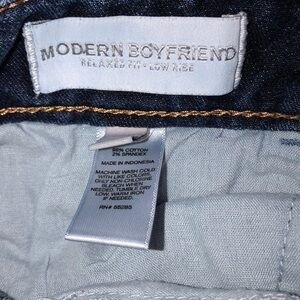 MODERN BOYFRIEND
RELAXED FIT • LOW RISE
98% COTTON
2% SPANDEX
MADE IN INDONESIA
MACHINE WASH COLD
WITH LIKE COLORS,
ONLY NON-CHLORINE
BLEACH WHEN
NEEDED. TUMBLE DRY
LOW. WARM IRON
IF NEEDED.
RN# 55285